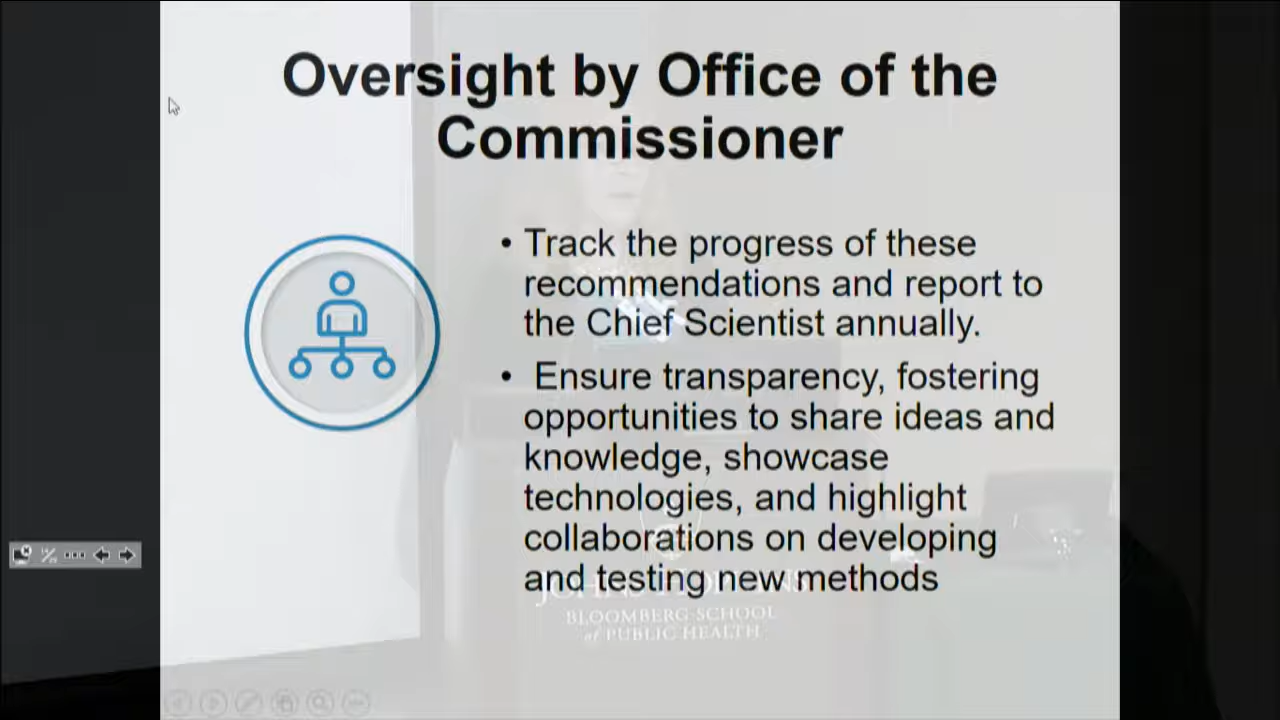 Oversight by Office of the
Commissioner
• Track the progress of these
recommendations and report to
the Chief Scientist annually.
• Ensure transparency, fostering
opportunities to share ideas and
knowledge, showcase
technologies, and highlight
collaborations on developing
and testing new methods
JOHNS HOPKINS
BLOOMBERG SCHOOL
of PUBLIC HEALTH